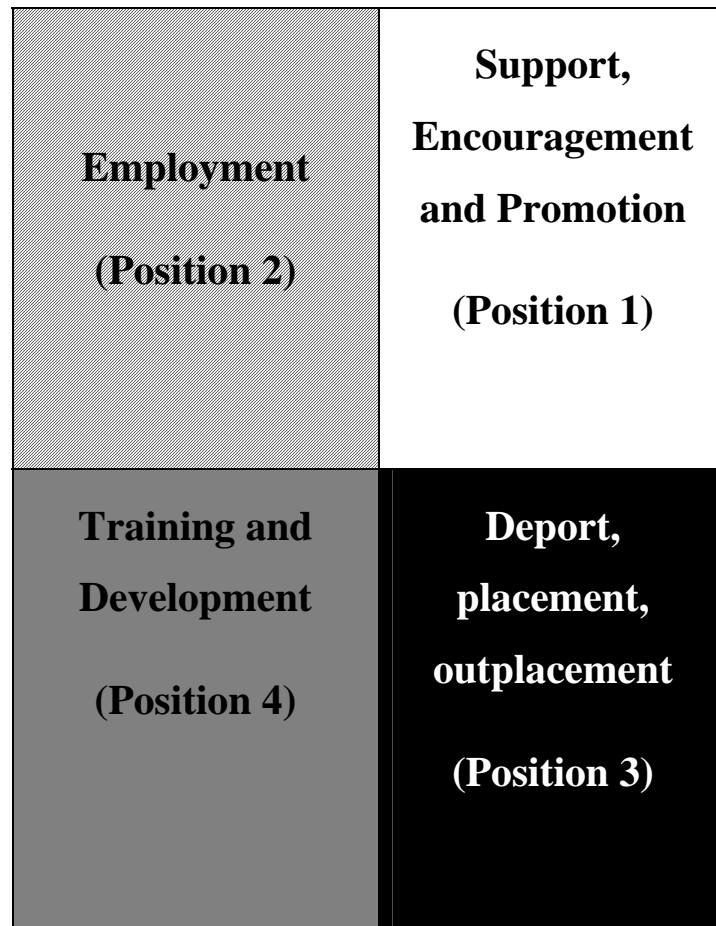 Employment
(Position 2)
Support,
Encouragement
and Promotion
(Position 1)
Training and
Development
(Position 4)
Deport,
placement,
outplacement
(Position 3)